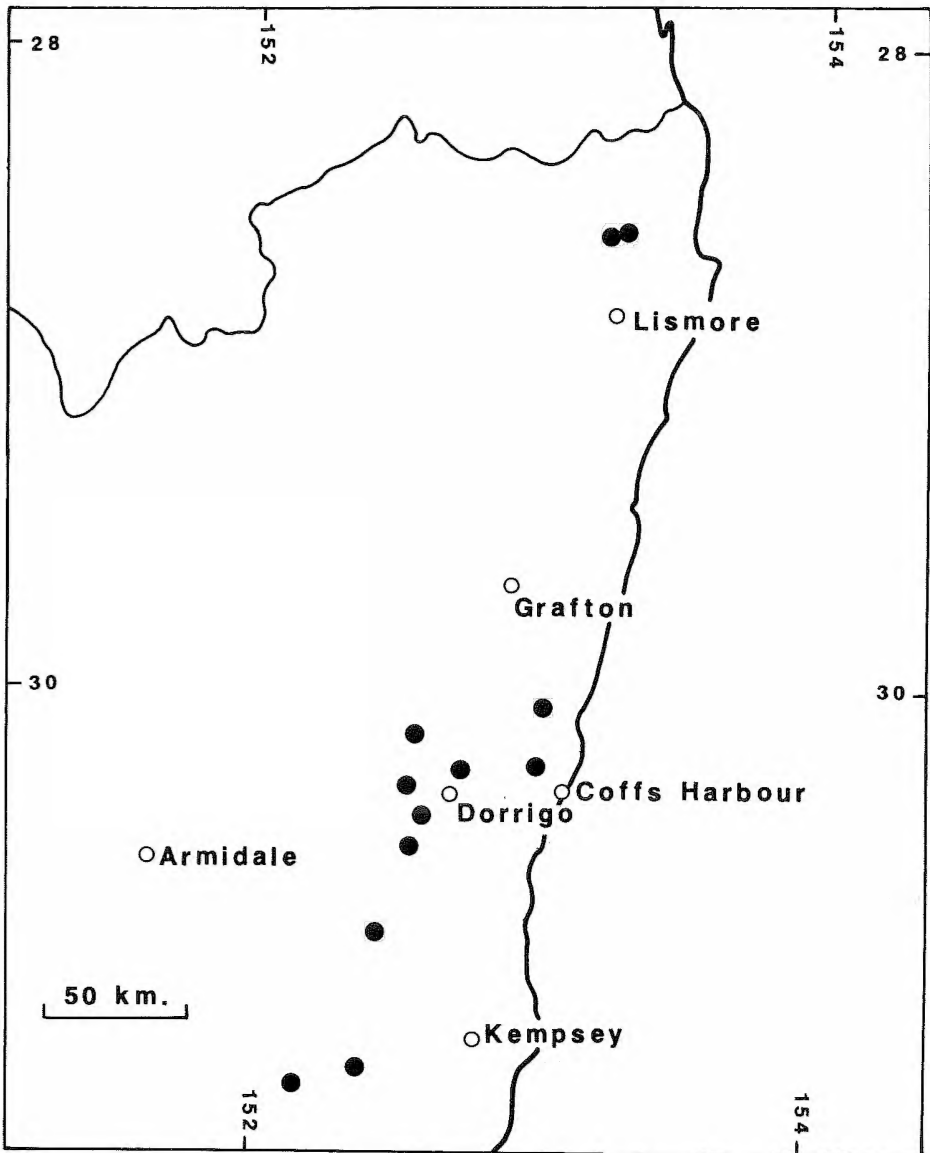 152
154
28
28
Lismore
Grafton
30
30
Coffs Harbour
Dorrigo
Armidale
50 km.
Kempsey
152
154